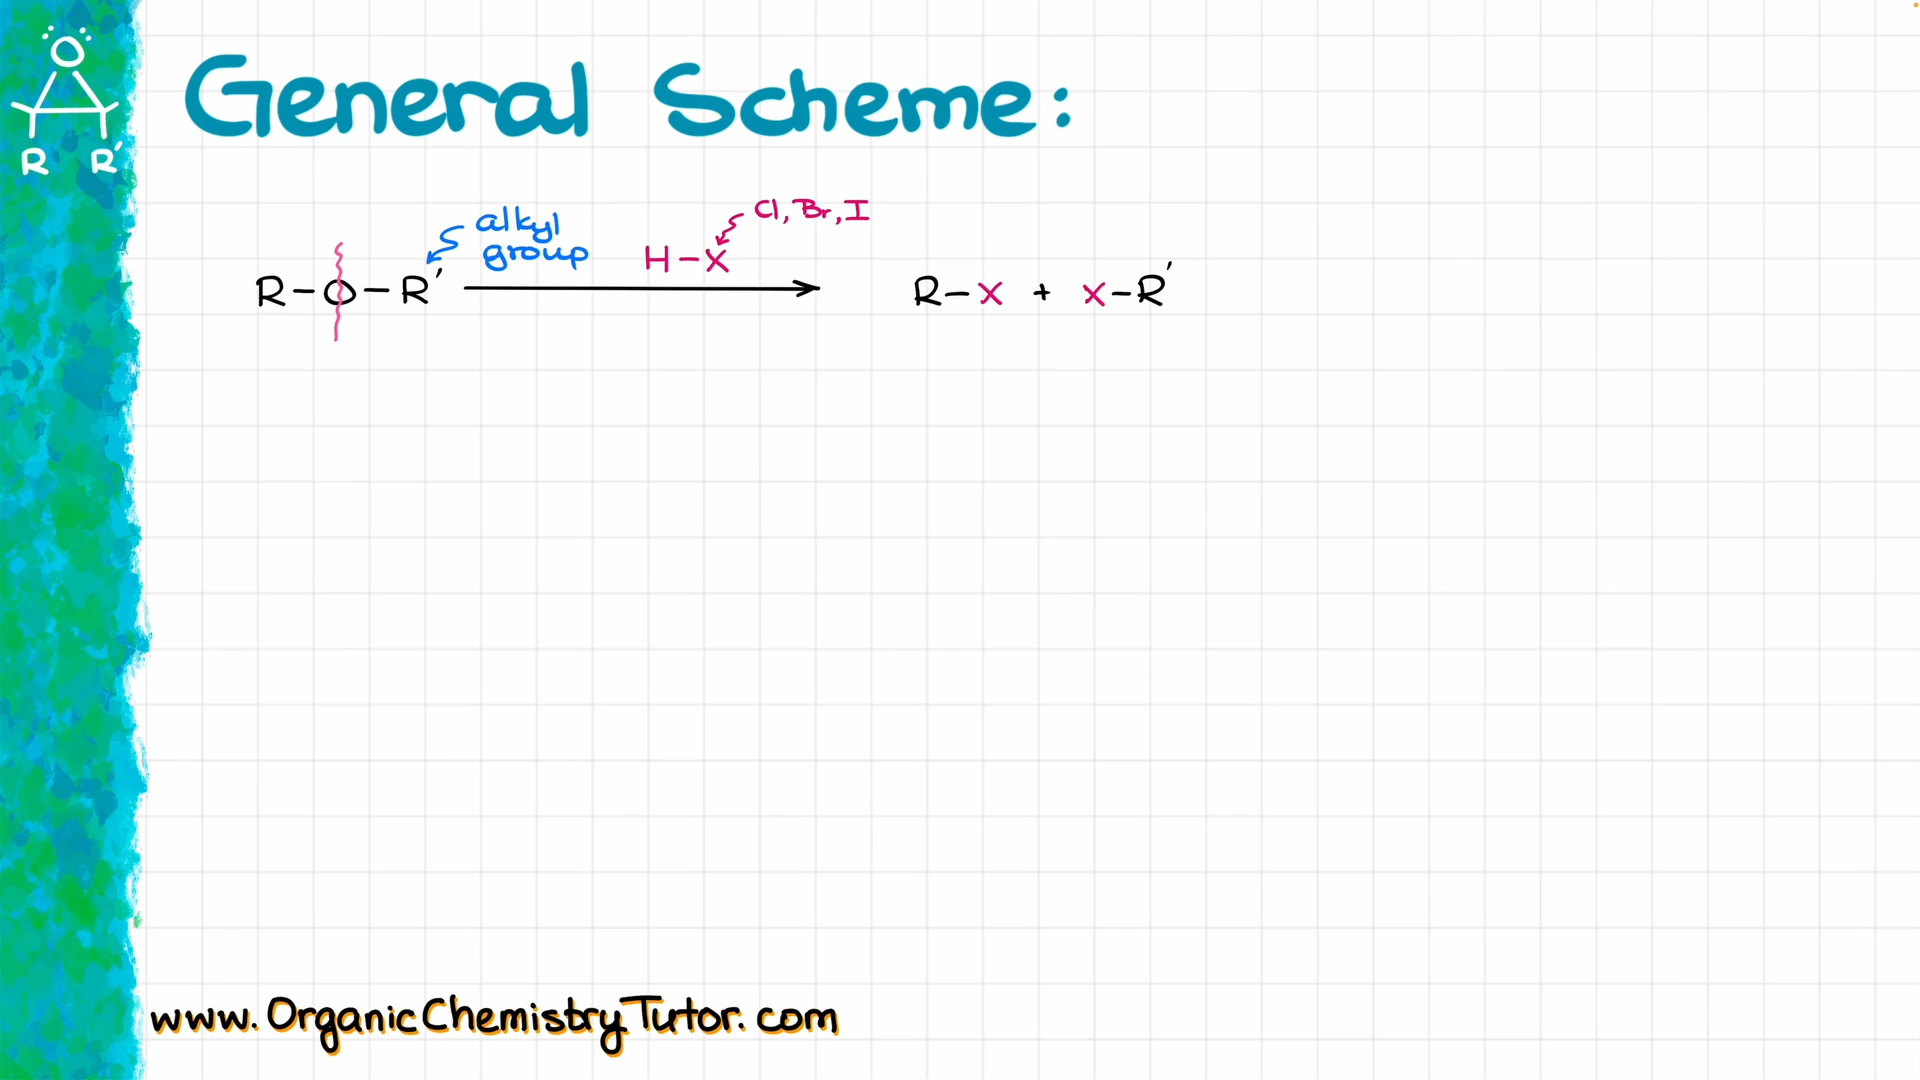 O
R R′
General Scheme:
alkyl
group
Cl, Br, I
H–X
R–O–R′
R–X + X–R′
www.OrganicChemistryTutor.com